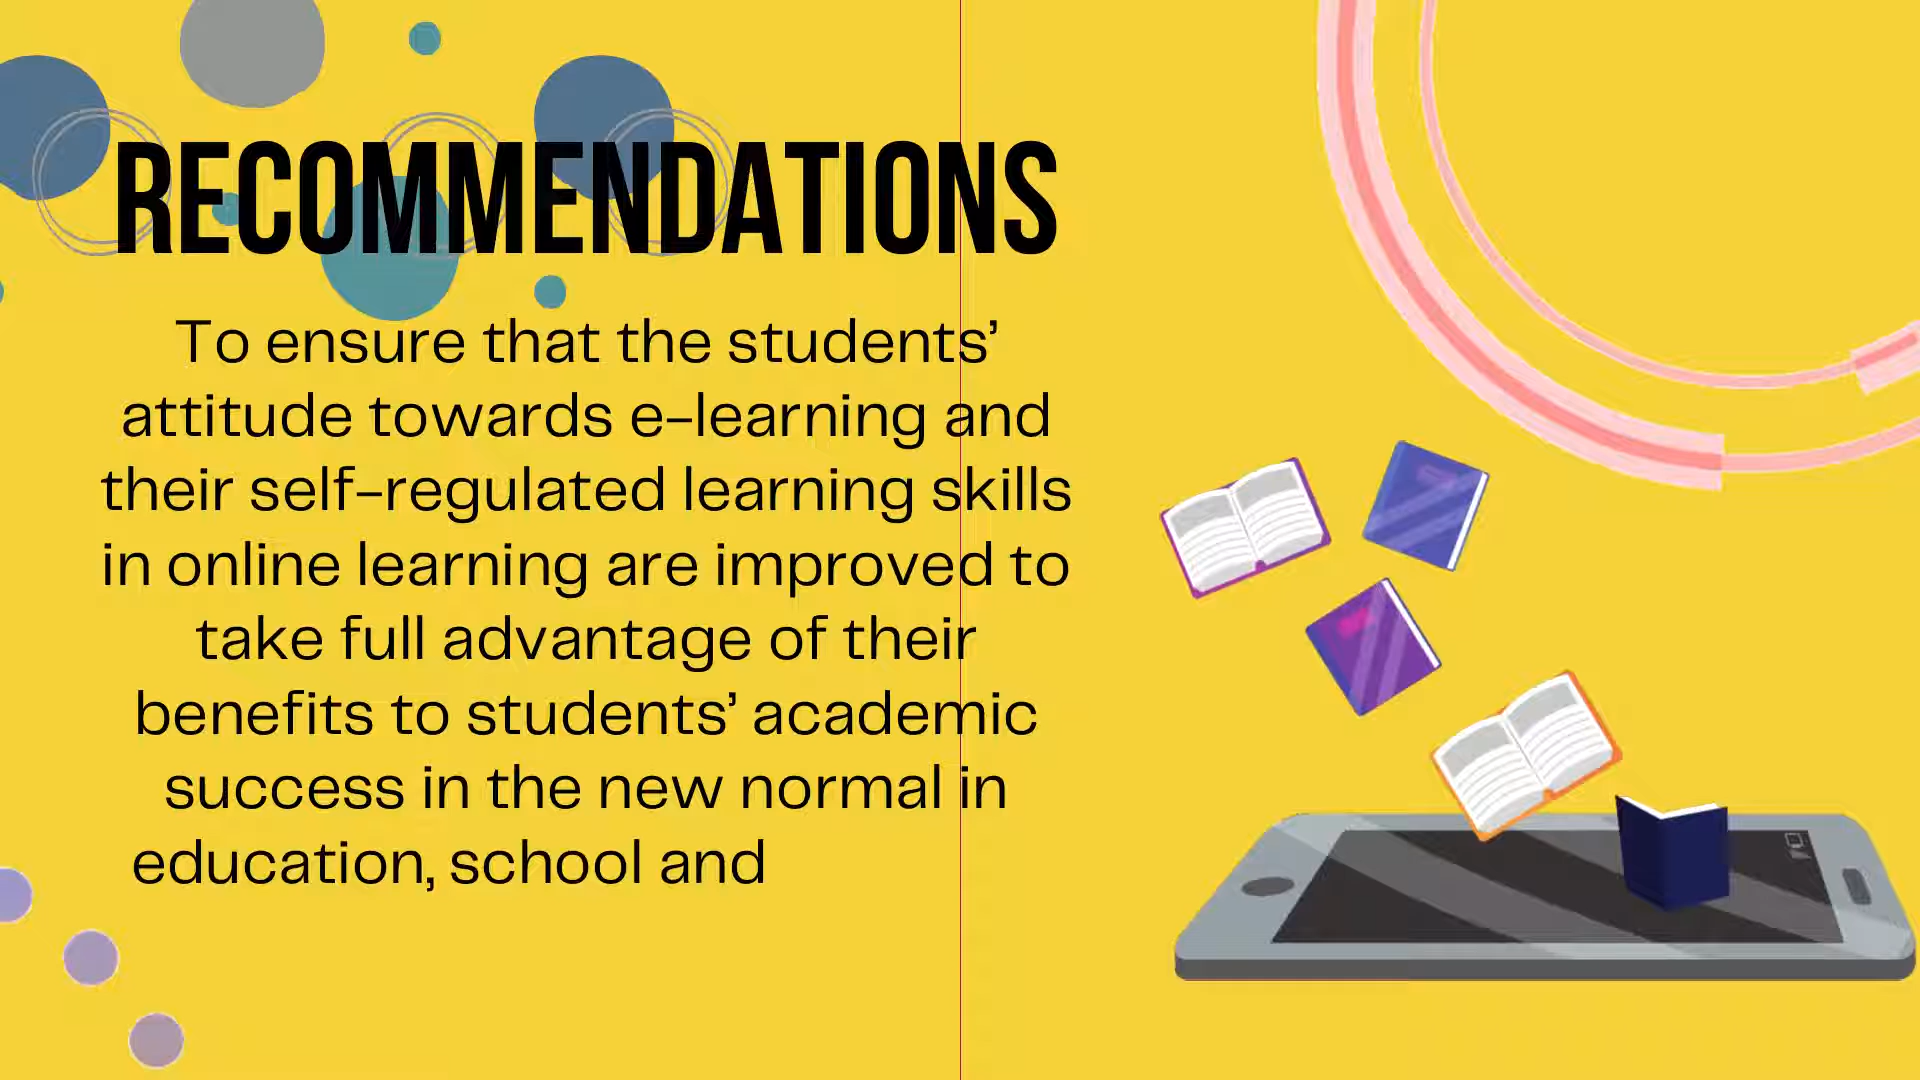 RECOMMENDATIONS
To ensure that the students’
attitude towards e-learning and
their self-regulated learning skills
in online learning are improved to
take full advantage of their
benefits to students’ academic
success in the new normal in
education, school and